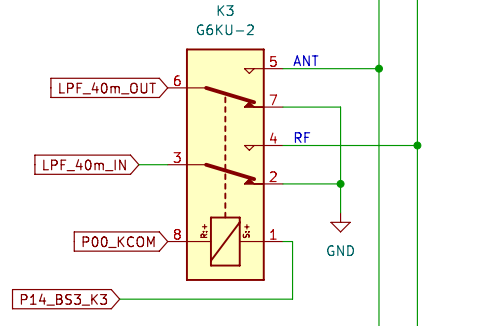 K3
G6KU-2
5 ANT
6 LPF_40m_OUT
7
4 RF
LPF_40m_IN 3
2
R:+ S:+
P00_KCOM 8 1
GND
P14_BS3_K3